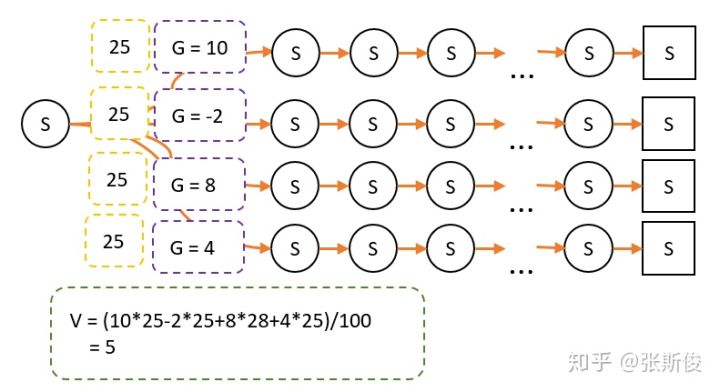 25 G = 10 S S S ... S S
S 25 G = -2 S S S ... S S
25 G = 8 S S S ... S S
25 G = 4 S S S ... S S
V = (10*25-2*25+8*28+4*25)/100
= 5
知乎 @张斯俊